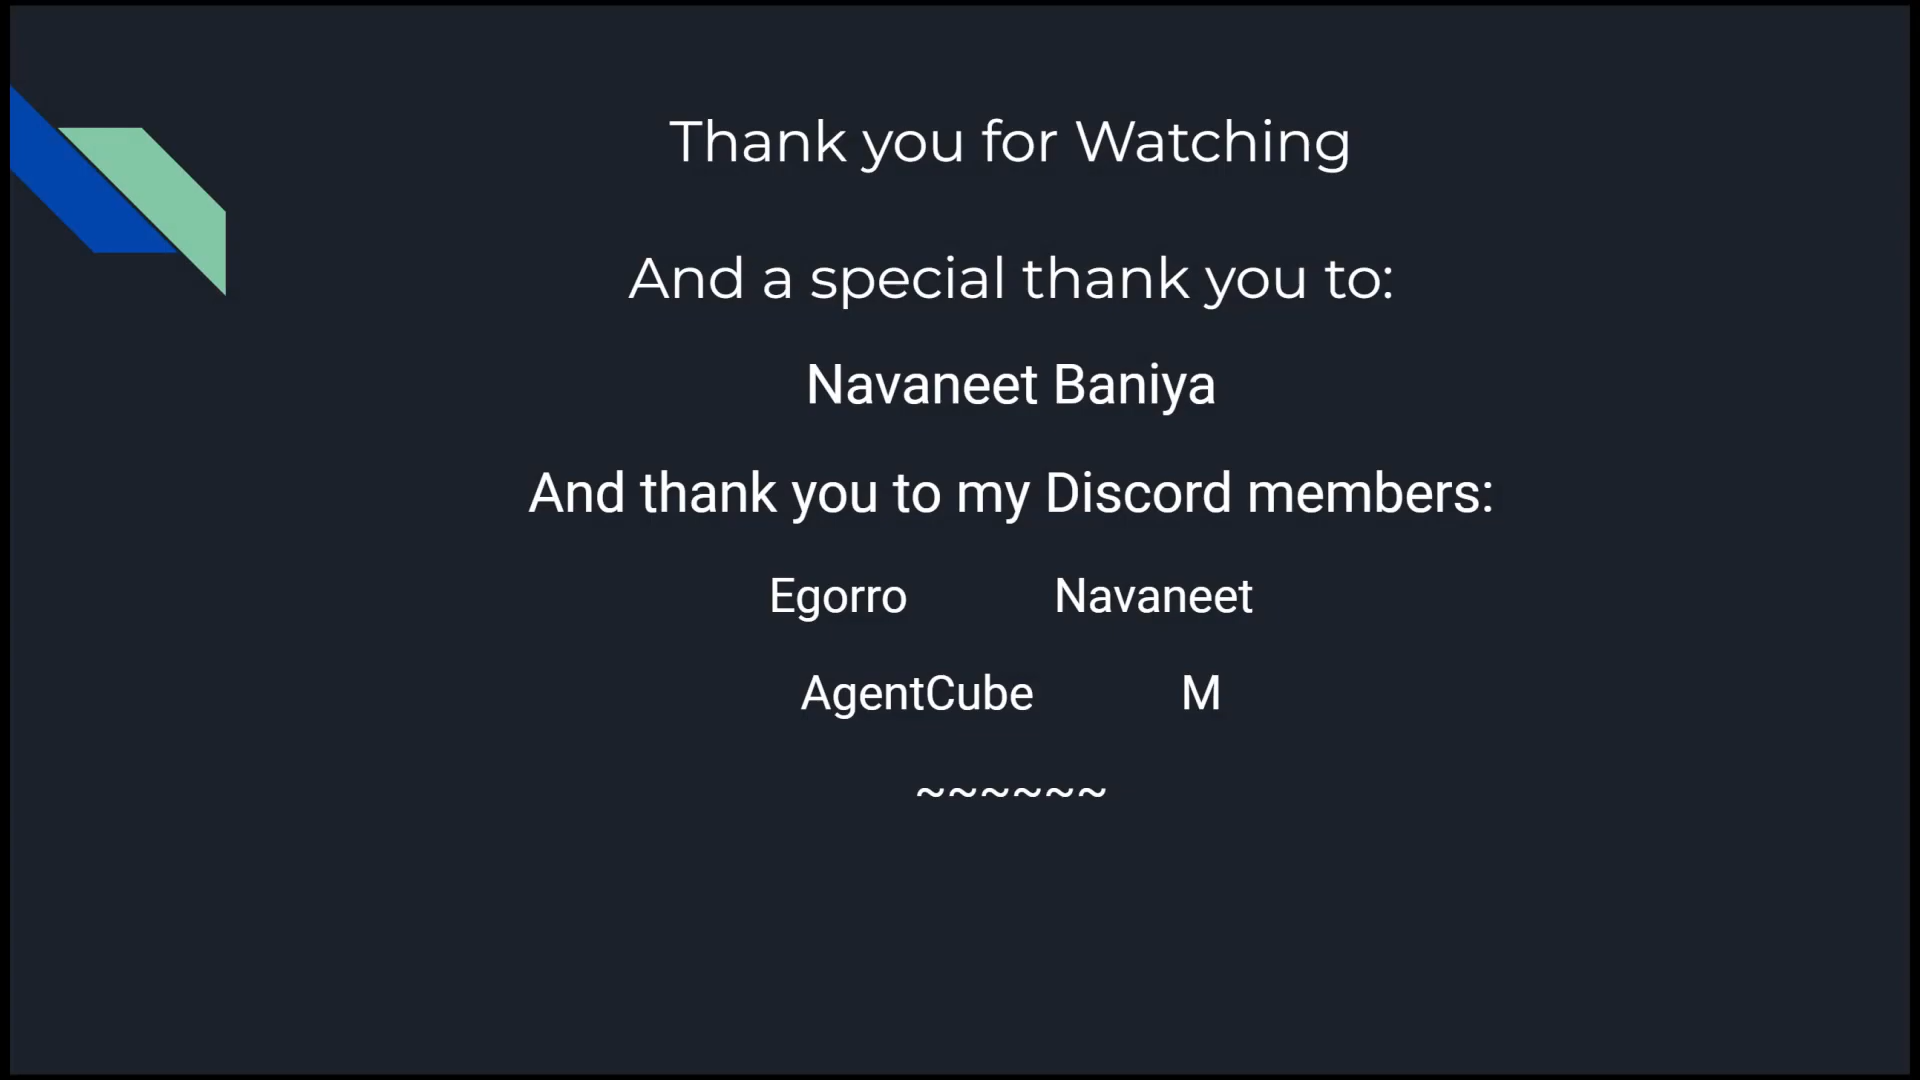 Thank you for Watching
And a special thank you to:
Navaneet Baniya
And thank you to my Discord members:
Egorro Navaneet
AgentCube M
~~~~~~